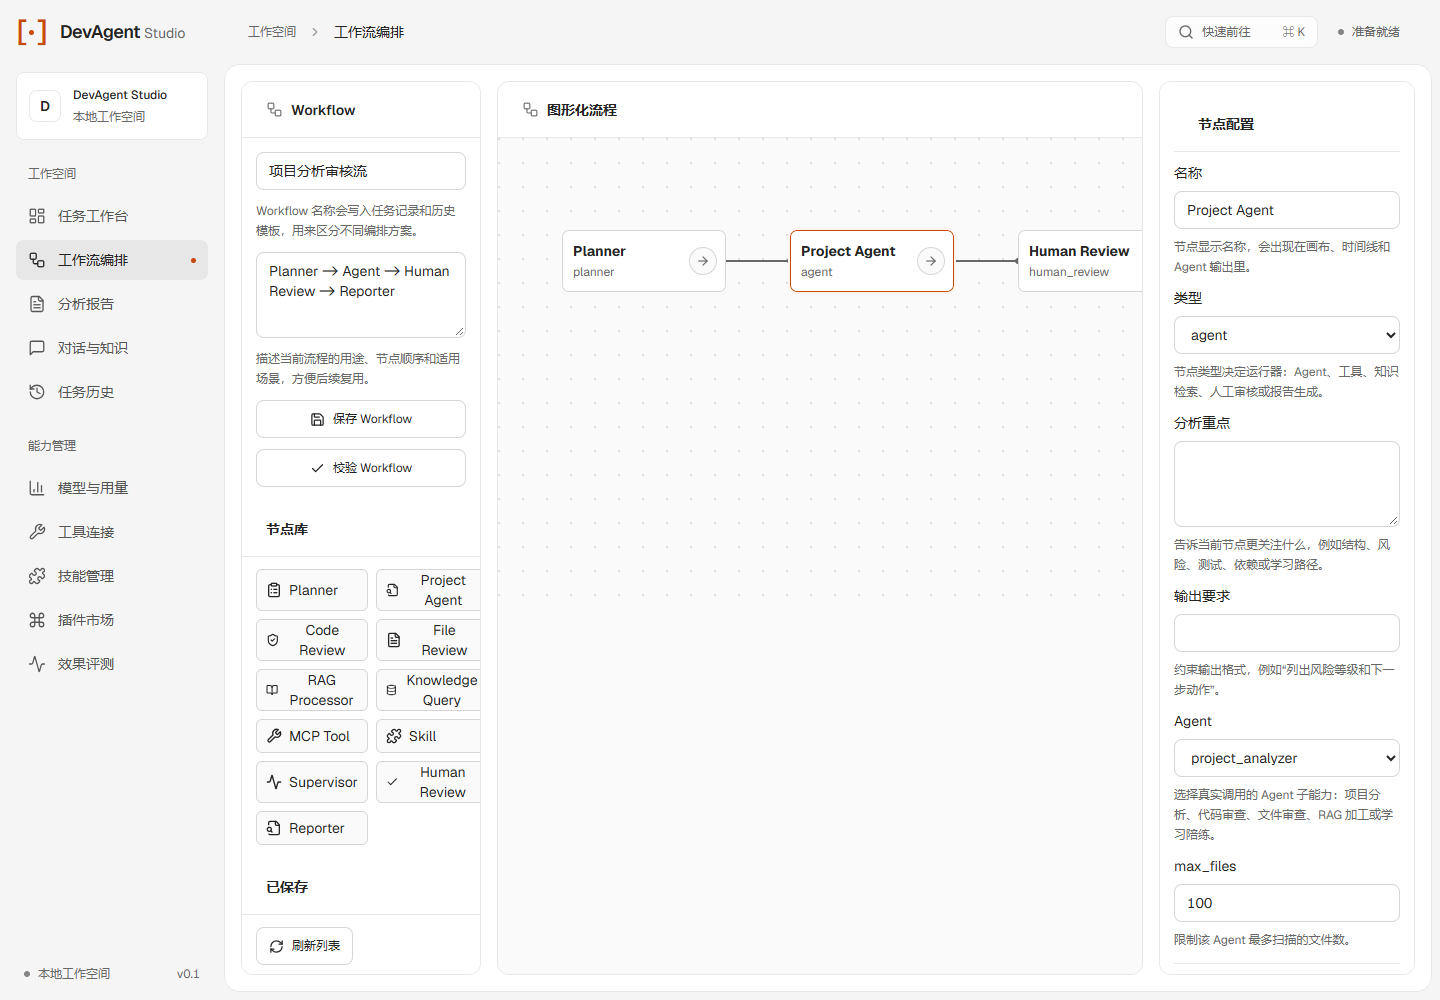 DevAgent Studio
工作空间
工作流编排
快速前往
⌘ K
准备就绪
D
DevAgent Studio
本地工作空间
工作空间
任务工作台
工作流编排
分析报告
对话与知识
任务历史
能力管理
模型与用量
工具连接
技能管理
插件市场
效果评测
本地工作空间
v0.1
Workflow
项目分析审核流
Workflow 名称会写入任务记录和历史
模板，用来区分不同编排方案。
Planner → Agent → Human
Review → Reporter
描述当前流程的用途、节点顺序和适用
场景，方便后续复用。
保存 Workflow
校验 Workflow
节点库
Planner
Project
Agent
Code
Review
File
Review
RAG
Processor
Knowledge
Query
MCP Tool
Skill
Supervisor
Human
Review
Reporter
已保存
刷新列表
图形化流程
Planner
planner
Project Agent
agent
Human Review
human_review
节点配置
名称
Project Agent
节点显示名称，会出现在画布、时间线和
Agent 输出里。
类型
agent
节点类型决定运行器：Agent、工具、知识
检索、人工审核或报告生成。
分析重点
告诉当前节点更关注什么，例如结构、风
险、测试、依赖或学习路径。
输出要求
约束输出格式，例如“列出风险等级和下一
步动作”。
Agent
project_analyzer
选择真实调用的 Agent 子能力：项目分
析、代码审查、文件审查、RAG 加工或学
习陪练。
max_files
100
限制该 Agent 最多扫描的文件数。